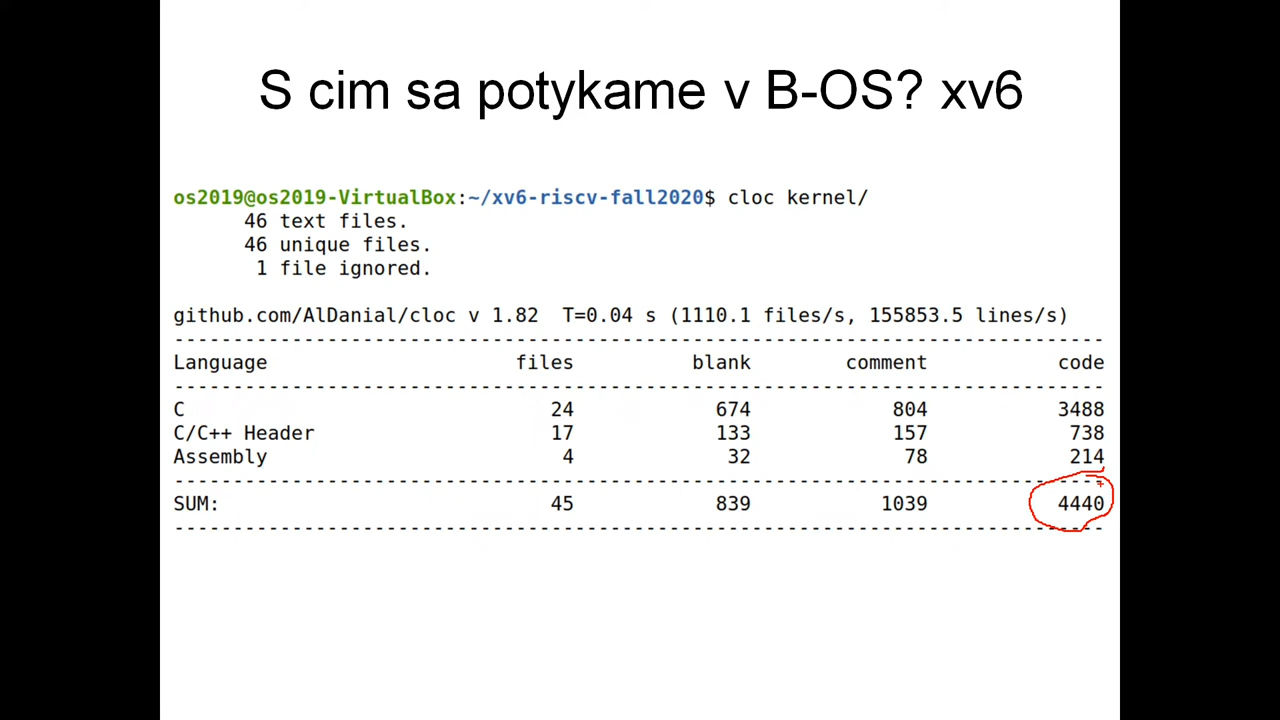 S cim sa potykame v B-OS? xv6
os2019@os2019-VirtualBox:~/xv6-riscv-fall2020$ cloc kernel/
46 text files.
46 unique files.
1 file ignored.
github.com/AlDanial/cloc v 1.82  T=0.04 s (1110.1 files/s, 155853.5 lines/s)
-------------------------------------------------------------------------------
Language                     files          blank        comment           code
-------------------------------------------------------------------------------
C                               24            674            804           3488
C/C++ Header                    17            133            157            738
Assembly                         4             32             78            214
-------------------------------------------------------------------------------
SUM:                            45            839           1039           4440
-------------------------------------------------------------------------------